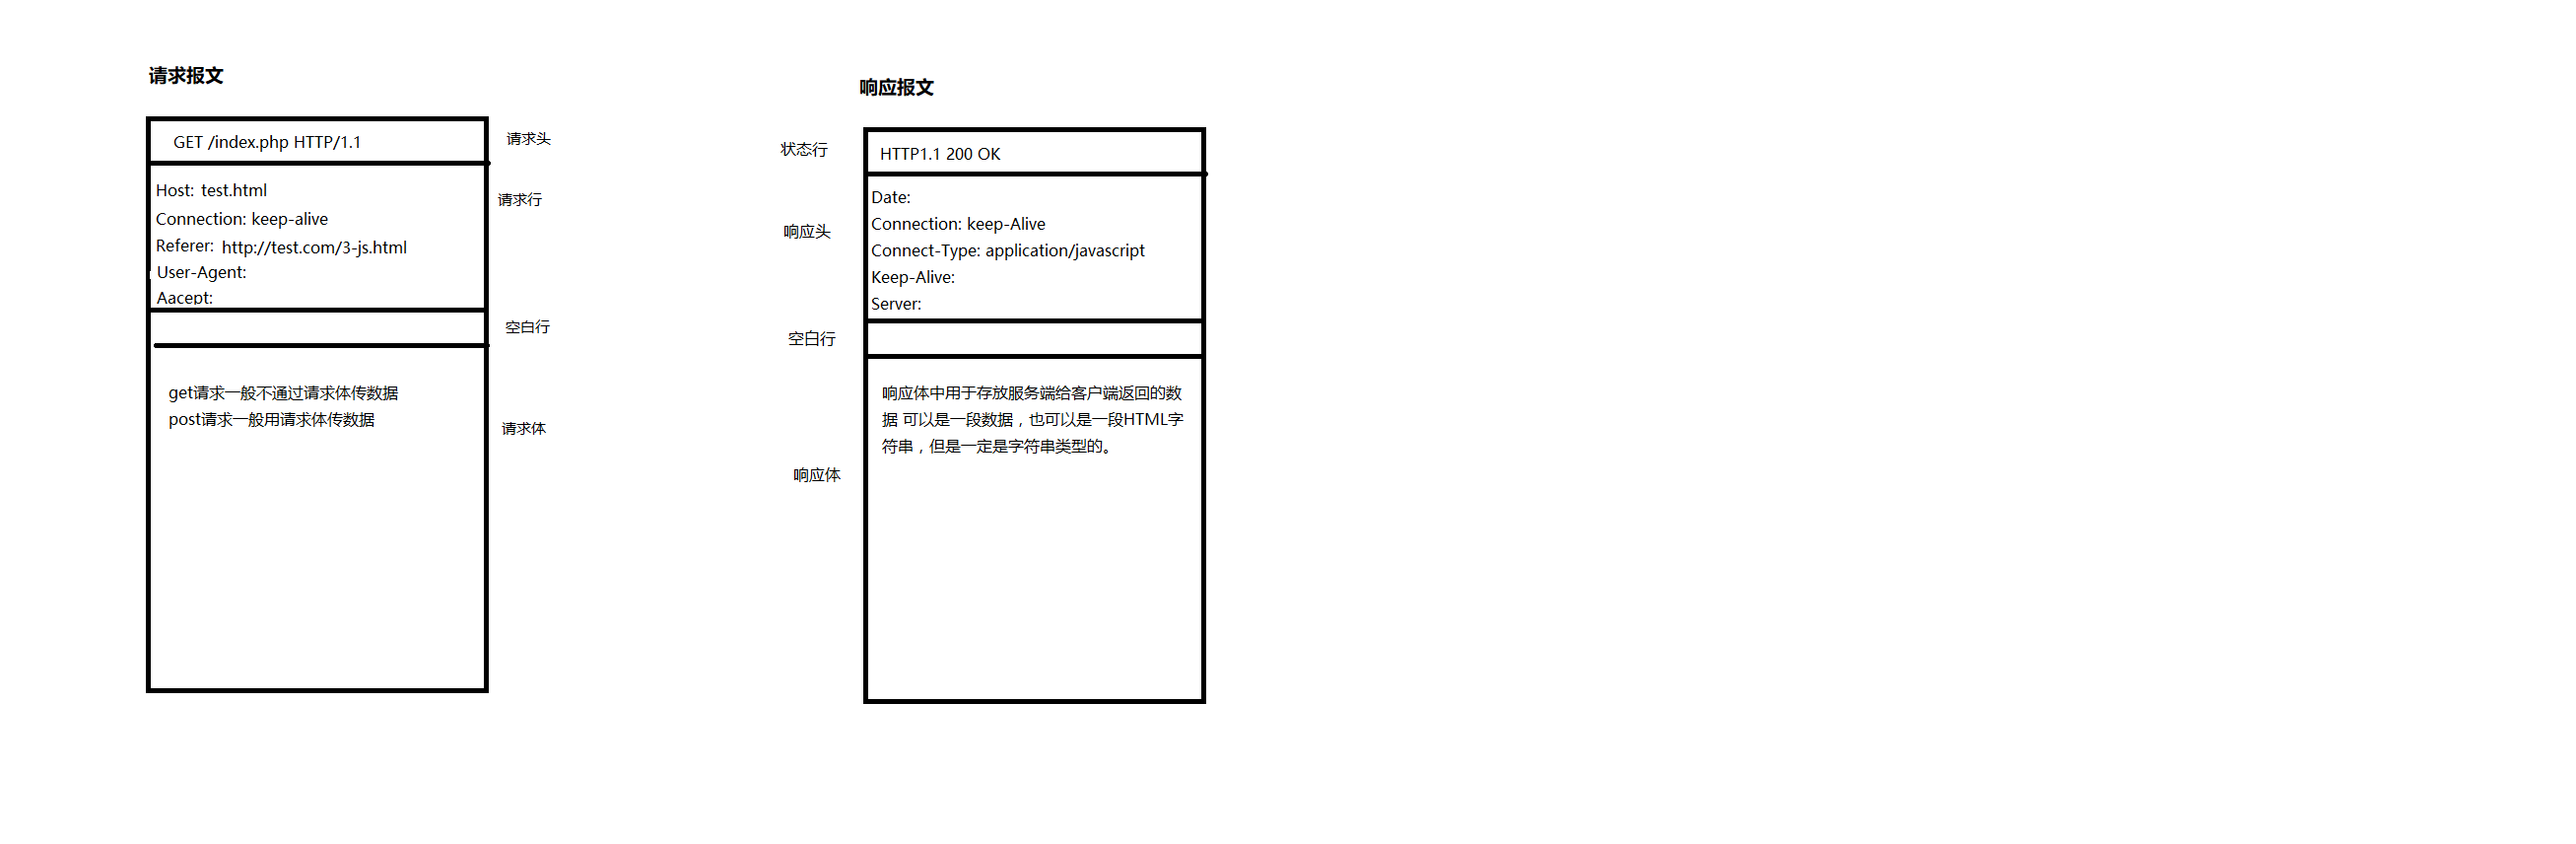 请求报文
GET /index.php HTTP/1.1
请求头
Host: test.html
Connection: keep-alive
Referer: http://test.com/3-js.html
User-Agent:
Aacept:
请求行
空白行
get请求一般不通过请求体传数据
post请求一般用请求体传数据
请求体
响应报文
状态行
HTTP1.1 200 OK
响应头
Date:
Connection: keep-Alive
Connect-Type: application/javascript
Keep-Alive:
Server:
空白行
响应体中用于存放服务端给客户端返回的数
据 可以是一段数据，也可以是一段HTML字
符串，但是一定是字符串类型的。
响应体